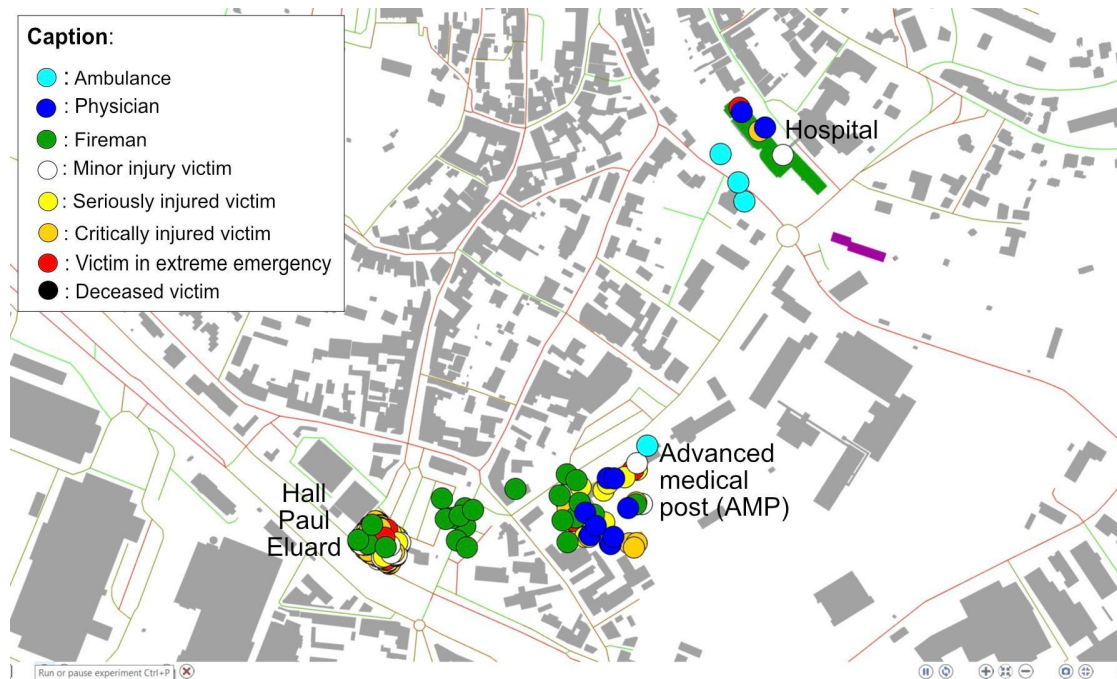 Caption:
: Ambulance
: Physician
: Fireman
: Minor injury victim
: Seriously injured victim
: Critically injured victim
: Victim in extreme emergency
: Deceased victim
Hospital
Advanced
medical
post (AMP)
Hall
Paul
Eluard
Run or pause experiment Ctrl+P